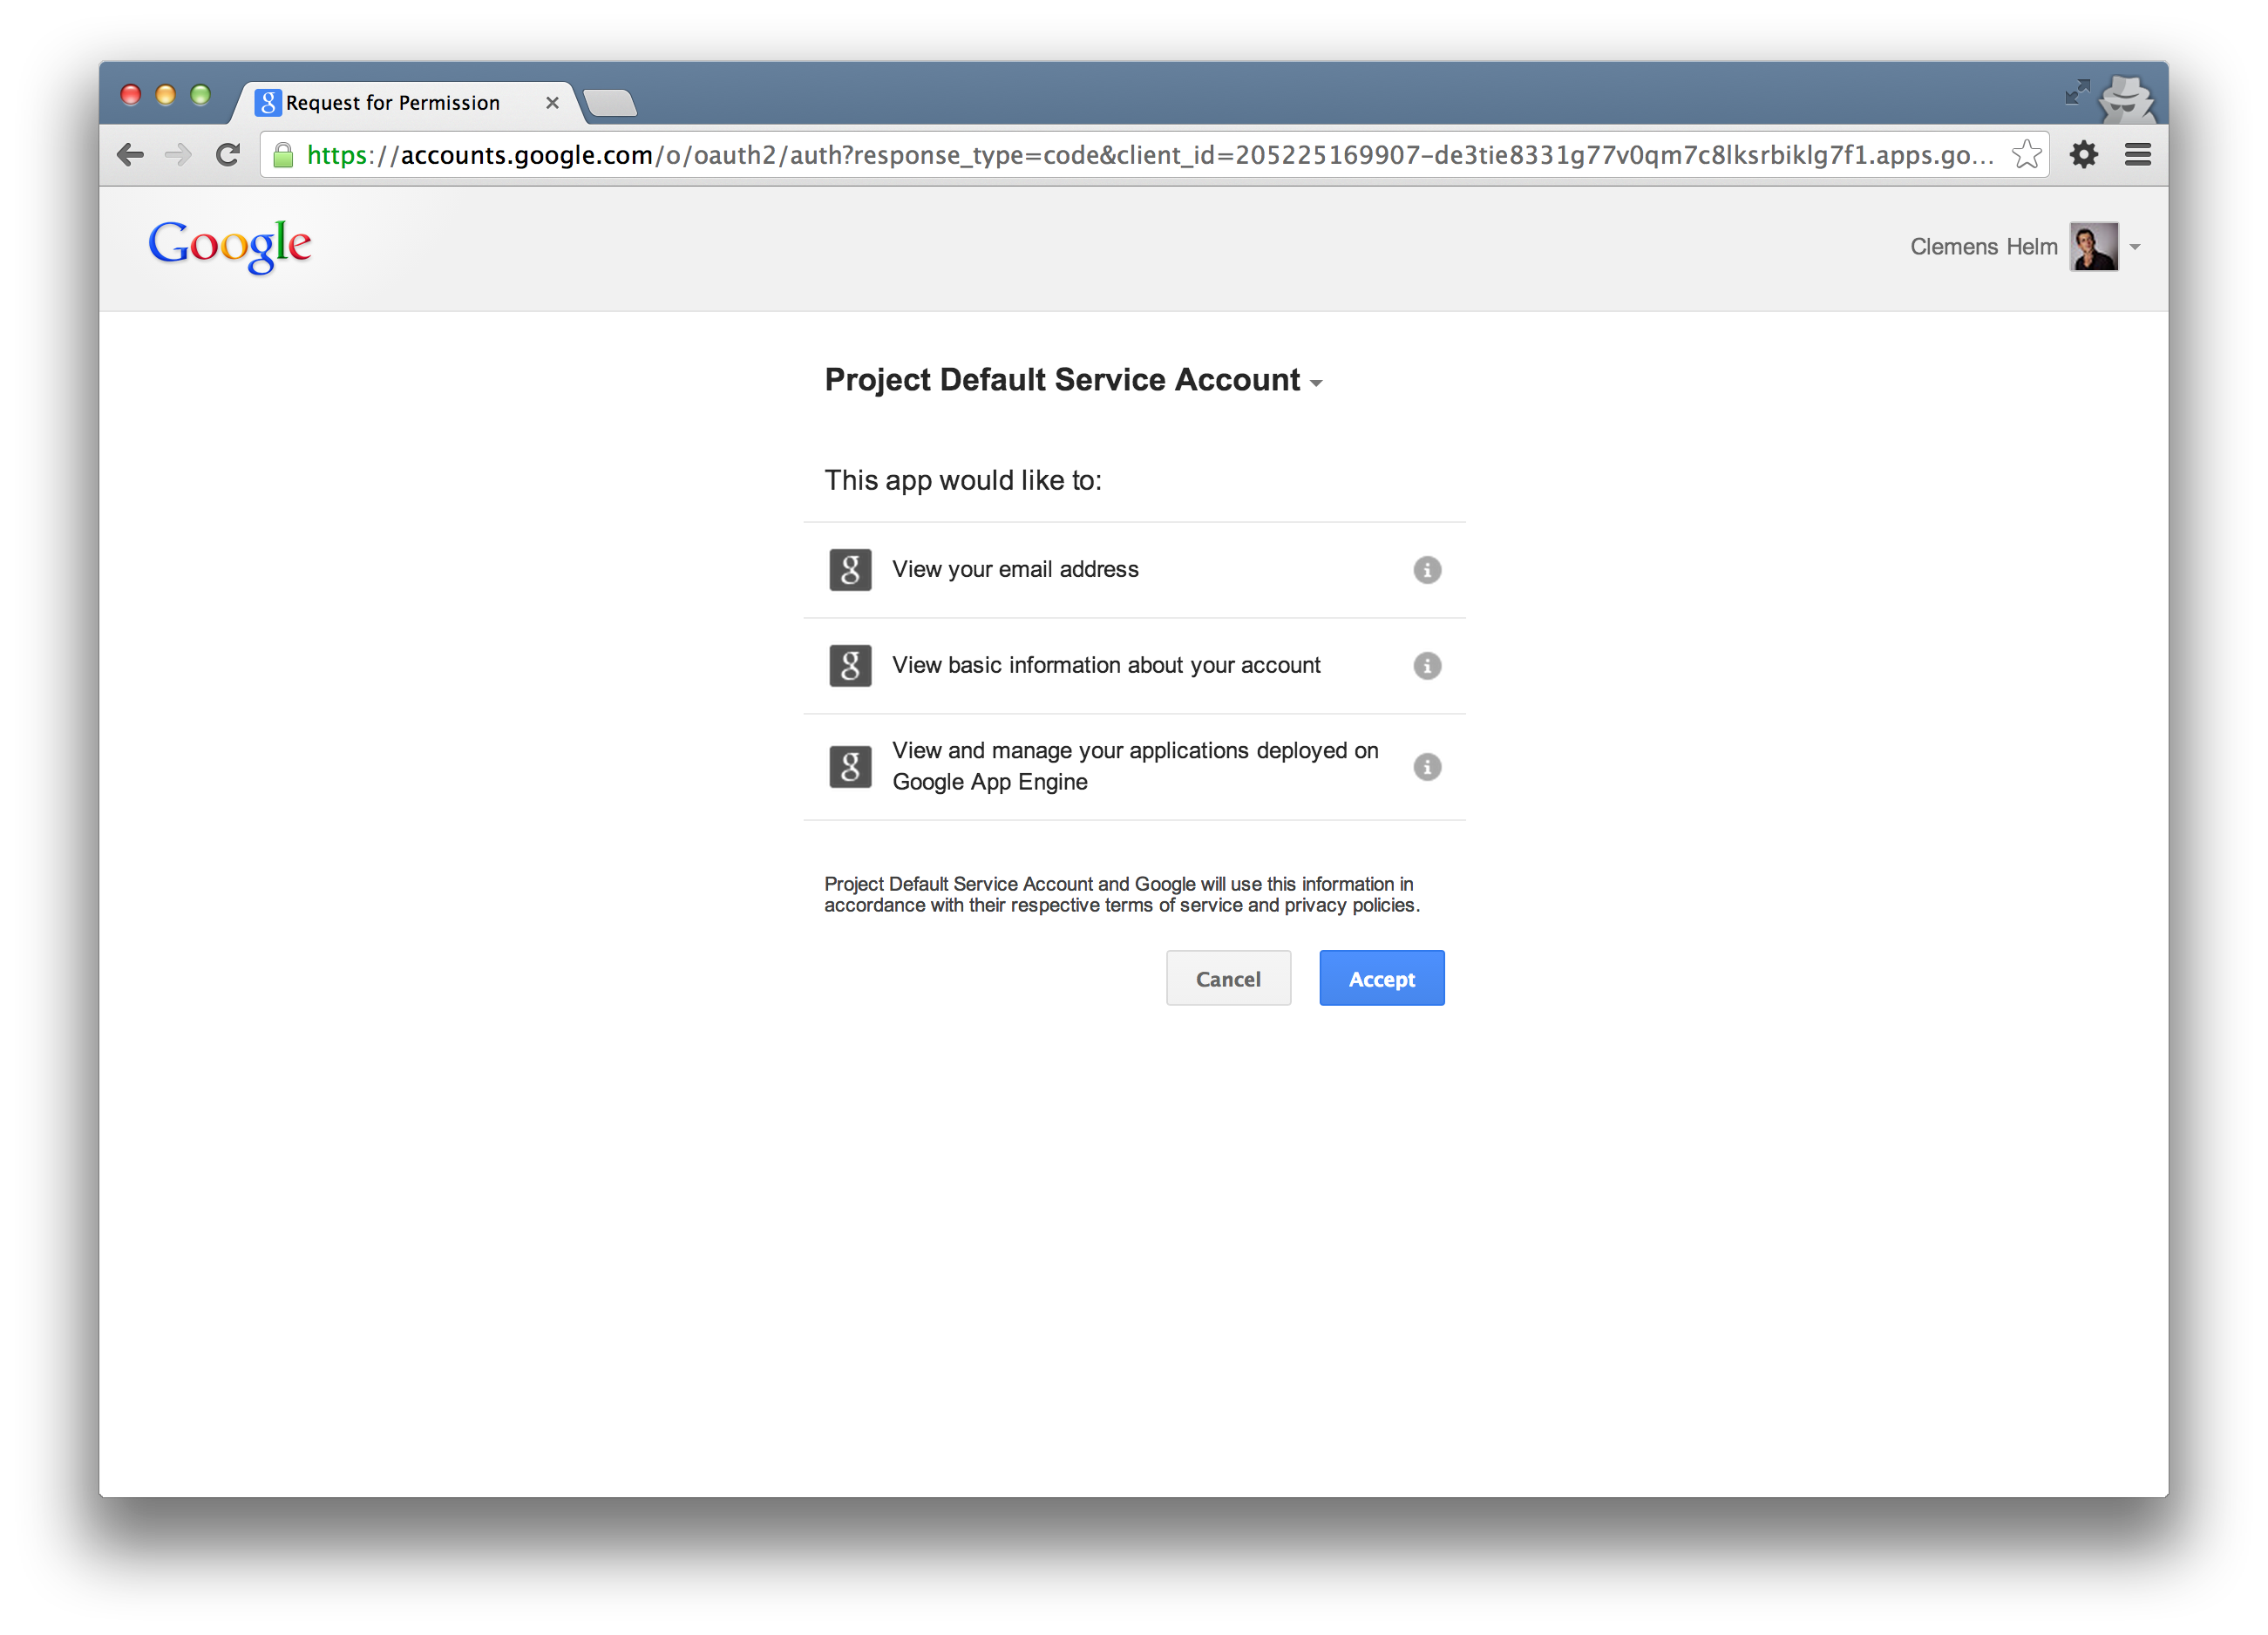 Request for Permission
https://accounts.google.com/o/oauth2/auth?response_type=code&client_id=205225169907-de3tie8331g77v0qm7c8lksrbiklg7f1.apps.go...
Google
Clemens Helm
Project Default Service Account
This app would like to:
g View your email address i
g View basic information about your account i
g View and manage your applications deployed on i
Google App Engine
Project Default Service Account and Google will use this information in
accordance with their respective terms of service and privacy policies.
Cancel Accept